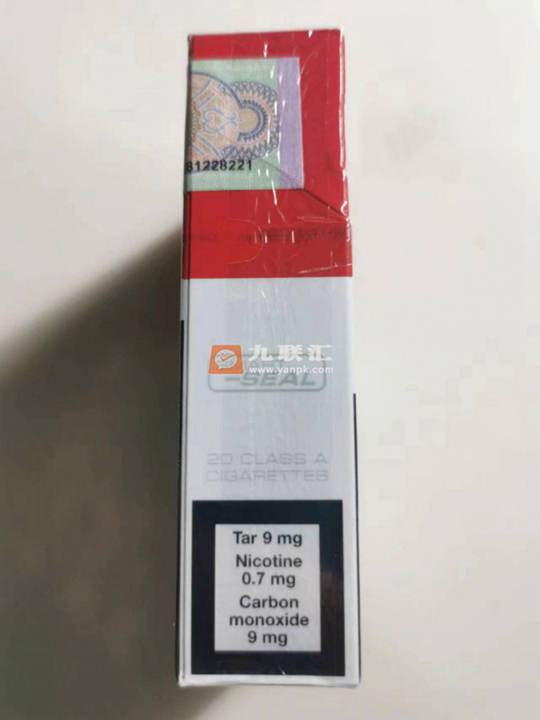 81228221
九联汇
www.yanpk.com
-SEAL
20 CLASS A
CIGARETTES
Tar 9 mg
Nicotine
0.7 mg
Carbon
monoxide
9 mg